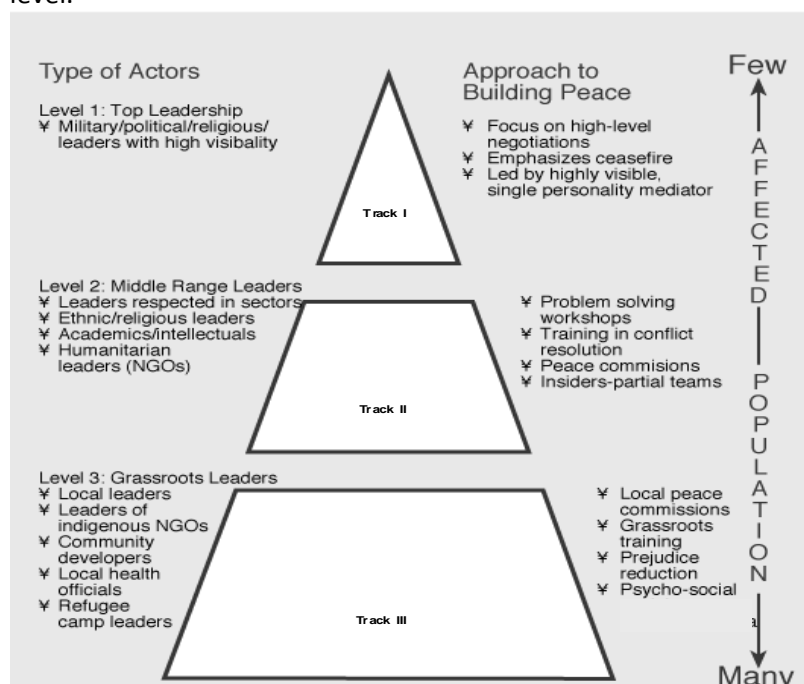 level.
Type of Actors
Level 1: Top Leadership
¥ Military/political/religious/
leaders with high visibality
Approach to
Building Peace
¥ Focus on high-level
negotiations
¥ Emphasizes ceasefire
¥ Led by highly visible,
single personality mediator
Track I
Level 2: Middle Range Leaders
¥ Leaders respected in sectors
¥ Ethnic/religious leaders
¥ Academics/intellectuals
¥ Humanitarian
leaders (NGOs)
¥ Problem solving
workshops
¥ Training in conflict
resolution
¥ Peace commisions
¥ Insiders-partial teams
Track II
Level 3: Grassroots Leaders
¥ Local leaders
¥ Leaders of
indigenous NGOs
¥ Community
developers
¥ Local health
officials
¥ Refugee
camp leaders
¥ Local peace
commissions
¥ Grassroots
training
¥ Prejudice
reduction
¥ Psycho-social
Track III
Few
AFFECTED
POPULATION
Many